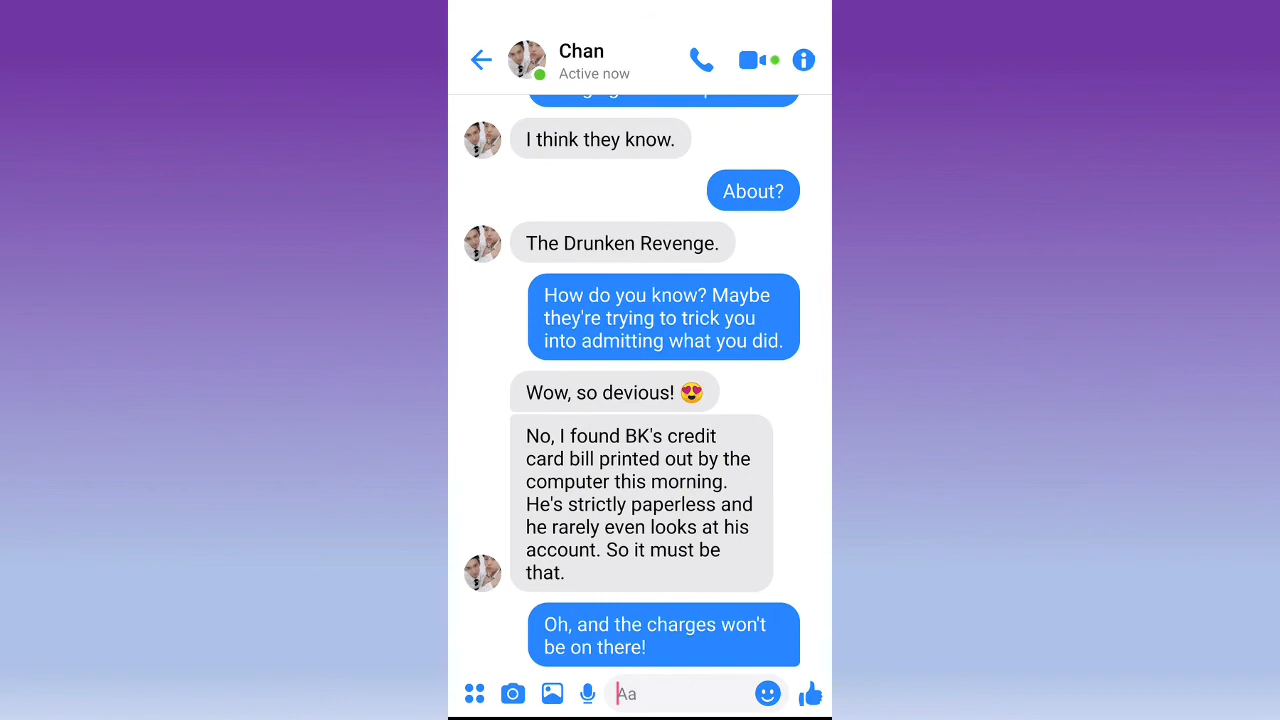 Chan
Active now
I think they know.
About?
The Drunken Revenge.
How do you know? Maybe
they're trying to trick you
into admitting what you did.
Wow, so devious! 😍
No, I found BK's credit
card bill printed out by the
computer this morning.
He's strictly paperless and
he rarely even looks at his
account. So it must be
that.
Oh, and the charges won't
be on there!
Aa